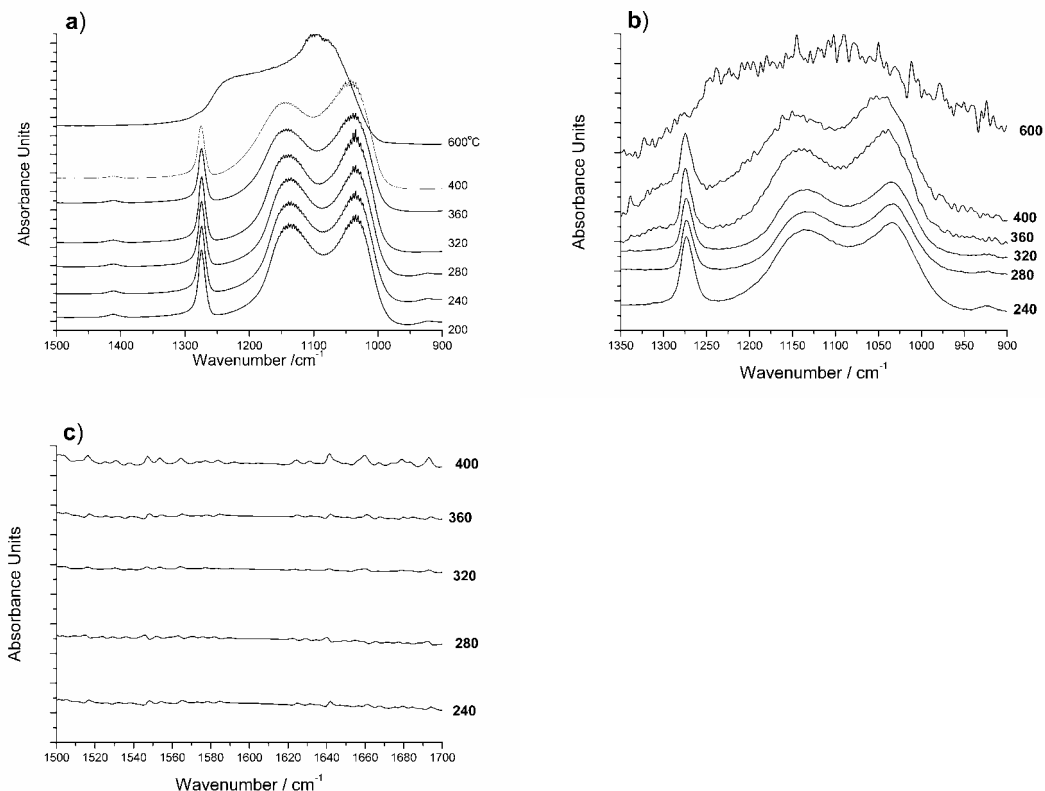 a)
600°C
400
360
320
280
240
200
Absorbance Units
1500 1400 1300 1200 1100 1000 900
Wavenumber /cm-1
b)
600
400
360
320
280
240
Absorbance Units
1350 1300 1250 1200 1150 1100 1050 1000 950 900
Wavenumber / cm-1
c)
400
360
320
280
240
Absorbance Units
1500 1520 1540 1560 1580 1600 1620 1640 1660 1680 1700
Wavenumber / cm-1